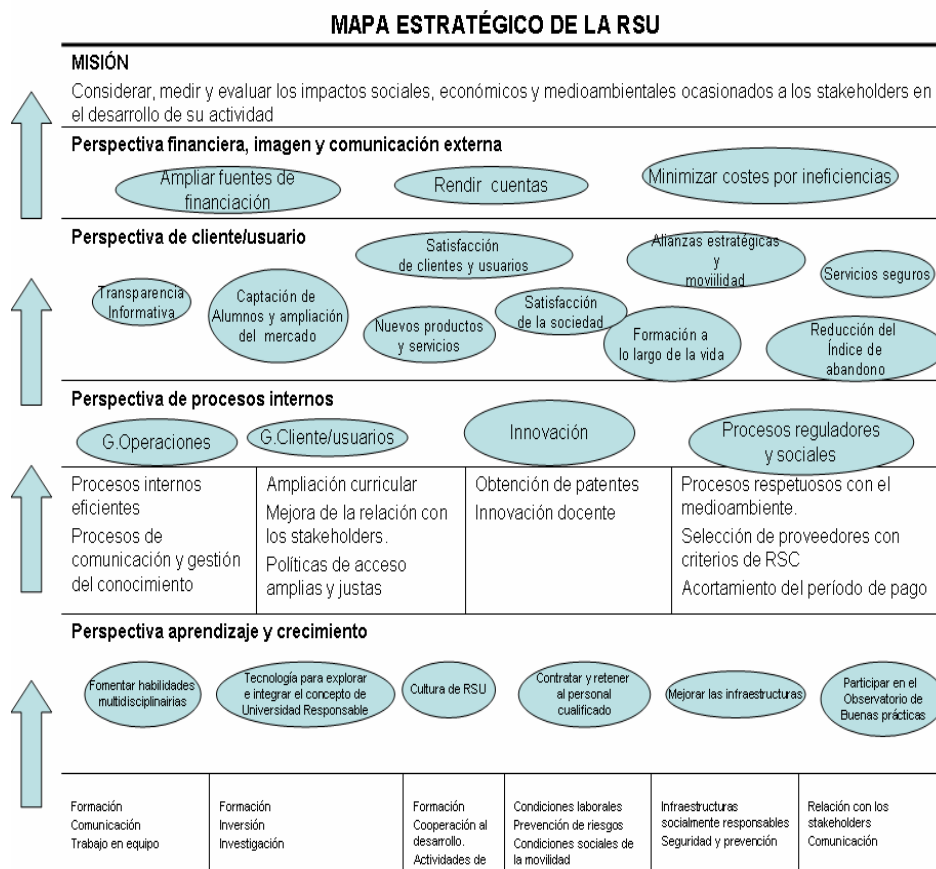 MAPA ESTRATÉGICO DE LA RSU
MISIÓN
Considerar, medir y evaluar los impactos sociales, económicos y medioambientales ocasionados a los stakeholders en
el desarrollo de su actividad
Perspectiva financiera, imagen y comunicación externa
Ampliar fuentes de
financiación
Rendir cuentas
Minimizar costes por ineficiencias
Perspectiva de cliente/usuario
Transparencia
Informativa
Captación de
Alumnos y ampliación
del mercado
Satisfacción
de clientes y usuarios
Nuevos productos
y servicios
Satisfacción
de la sociedad
Alianzas estratégicas
y
moviilidad
Formación a
lo largo de la vida
Servicios seguros
Reducción del
Índice de
abandono
Perspectiva de procesos internos
G.Operaciones
G.Cliente/usuarios
Innovación
Procesos reguladores
y sociales
Procesos internos
eficientes
Procesos de
comunicación y gestión
del conocimiento
Ampliación curricular
Mejora de la relación con
los stakeholders.
Políticas de acceso
amplias y justas
Obtención de patentes
Innovación docente
Procesos respetuosos con el
medioambiente.
Selección de proveedores con
criterios de RSC
Acortamiento del período de pago
Perspectiva aprendizaje y crecimiento
Fomentar habilidades
multidisciplinairias
Tecnología para explorar
e integrar el concepto de
Universidad Responsable
Cultura de RSU
Contratar y retener
al personal
cualificado
Mejorar las infraestructuras
Participar en el
Observatorio de
Buenas prácticas
Formación
Comunicación
Trabajo en equipo
Formación
Inversión
Investigación
Formación
Cooperación al
desarrollo.
Actividades de
Condiciones laborales
Prevención de riesgos
Condiciones sociales de
la movilidad
Infraestructuras
socialmente responsables
Seguridad y prevención
Relación con los
stakeholders
Comunicación